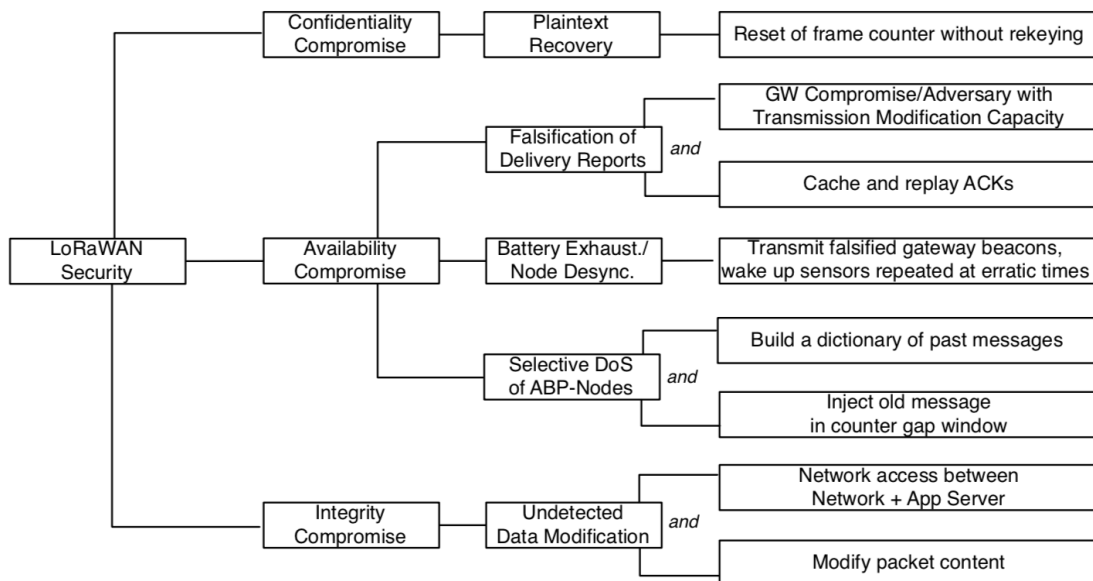 Confidentiality
Compromise
Plaintext
Recovery
Reset of frame counter without rekeying
GW Compromise/Adversary with
Transmission Modification Capacity
Falsification of
Delivery Reports
and
Cache and replay ACKs
LoRaWAN
Security
Availability
Compromise
Battery Exhaust./
Node Desync.
Transmit falsified gateway beacons,
wake up sensors repeated at erratic times
Build a dictionary of past messages
Selective DoS
of ABP-Nodes
and
Inject old message
in counter gap window
Network access between
Network + App Server
Integrity
Compromise
Undetected
Data Modification
and
Modify packet content